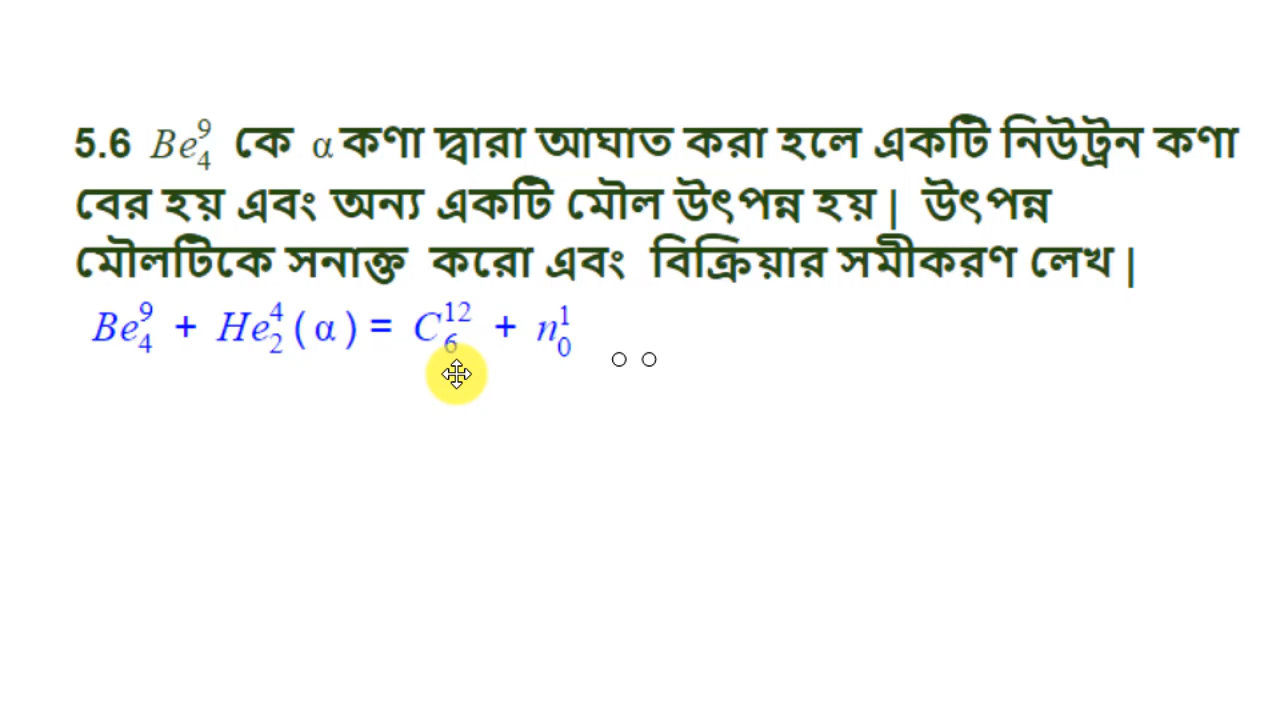 5.6 Be⁹₄ কে α কণা দ্বারা আঘাত করা হলে একটি নিউট্রন কণা
বের হয় এবং অন্য একটি মৌল উৎপন্ন হয়| উৎপন্ন
মৌলটিকে সনাক্ত করো এবং বিক্রিয়ার সমীকরণ লেখ|
Be⁹₄ + He⁴₂(α) = C¹²₆ + n¹₀